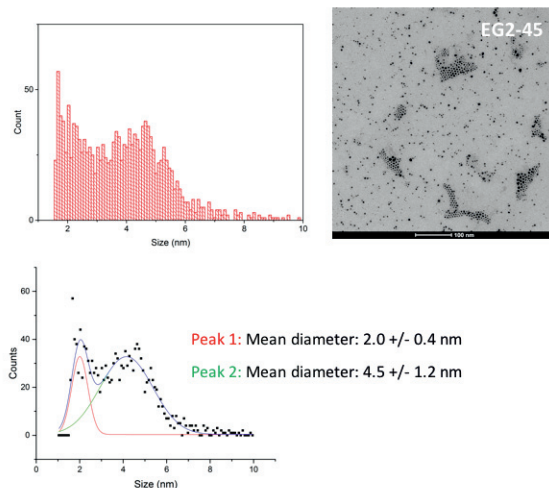 50
0
Count
2
4
6
8
10
Size (nm)
EG2-45
100 nm
60
40
20
0
Counts
0
2
4
6
8
10
Size (nm)
Peak 1: Mean diameter: 2.0 +/- 0.4 nm
Peak 2: Mean diameter: 4.5 +/- 1.2 nm